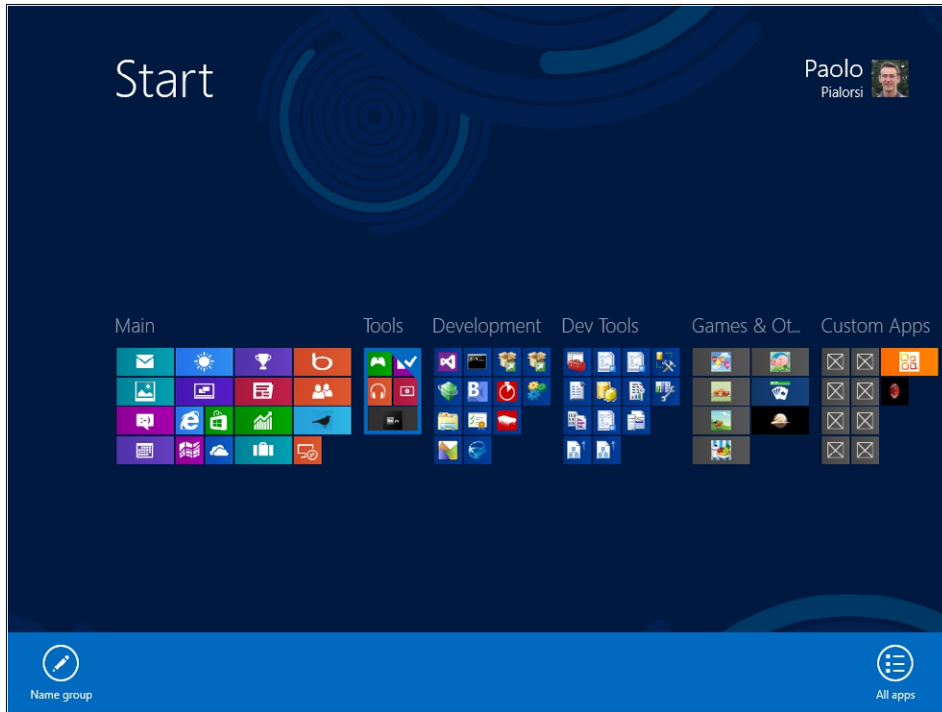 Start
Paolo
Pialorsi
Main
Tools
Development
Dev Tools
Games & Ot...
Custom Apps
Name group
All apps